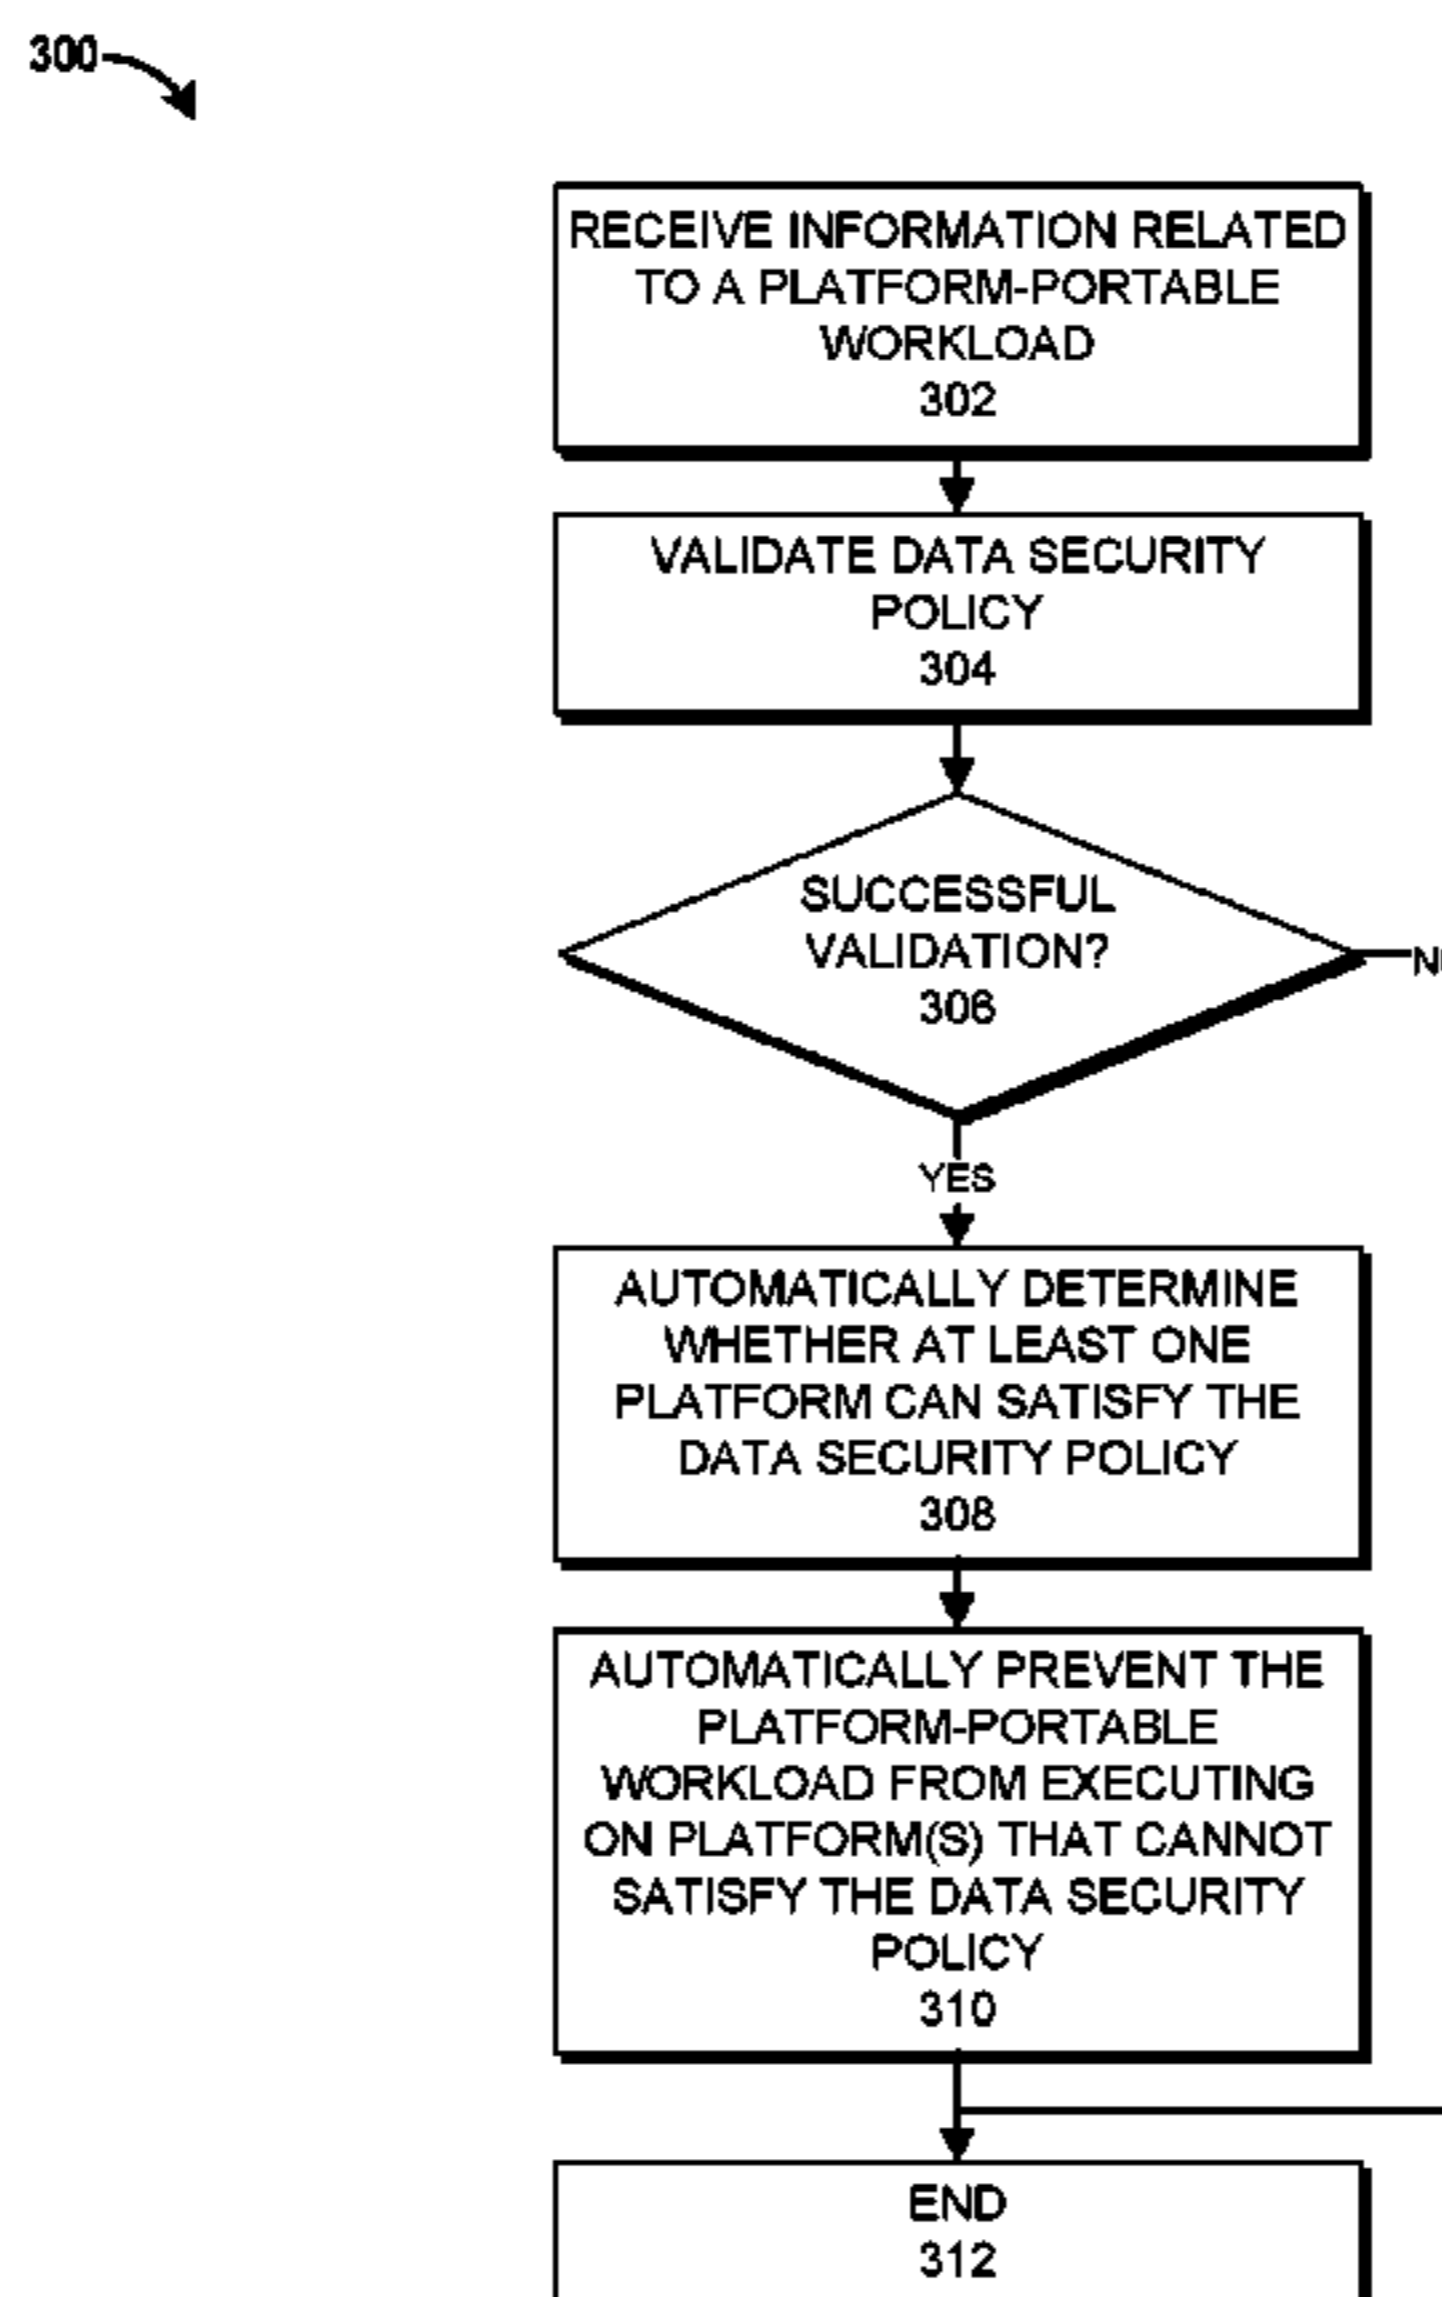 300
RECEIVE INFORMATION RELATED
TO A PLATFORM-PORTABLE
WORKLOAD
302
VALIDATE DATA SECURITY
POLICY
304
SUCCESSFUL
VALIDATION?
306
YES
AUTOMATICALLY DETERMINE
WHETHER AT LEAST ONE
PLATFORM CAN SATISFY THE
DATA SECURITY POLICY
308
AUTOMATICALLY PREVENT THE
PLATFORM-PORTABLE
WORKLOAD FROM EXECUTING
ON PLATFORM(S) THAT CANNOT
SATISFY THE DATA SECURITY
POLICY
310
END
312